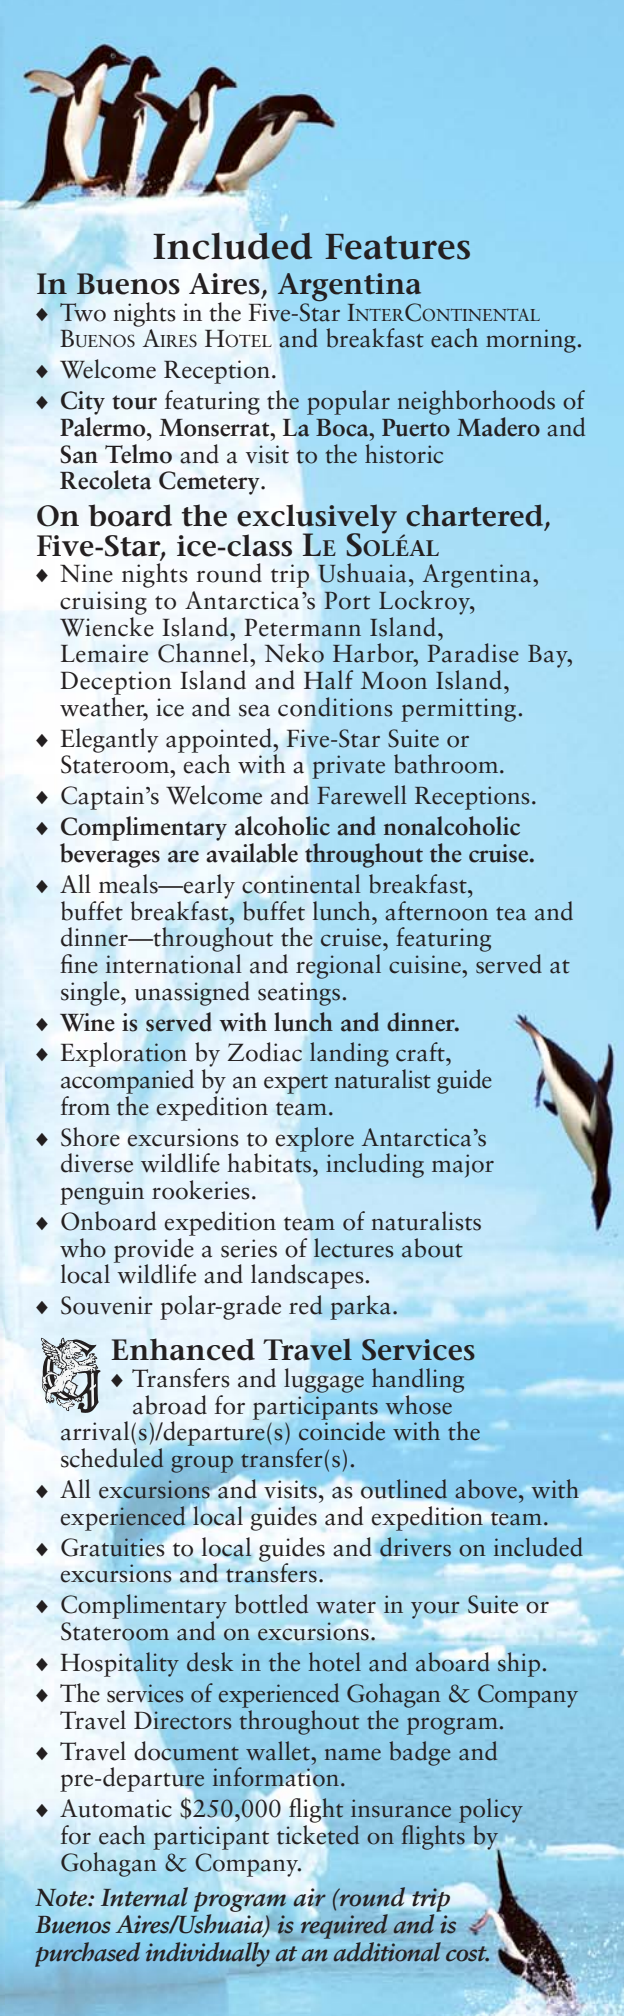 Included Features
In Buenos Aires, Argentina
◆ Two nights in the Five-Star InterContinental
Buenos Aires Hotel and breakfast each morning.
◆ Welcome Reception.
◆ City tour featuring the popular neighborhoods of
Palermo, Monserrat, La Boca, Puerto Madero and
San Telmo and a visit to the historic
Recoleta Cemetery.
On board the exclusively chartered,
Five-Star, ice-class Le Soléal
◆ Nine nights round trip Ushuaia, Argentina,
cruising to Antarctica’s Port Lockroy,
Wiencke Island, Petermann Island,
Lemaire Channel, Neko Harbor, Paradise Bay,
Deception Island and Half Moon Island,
weather, ice and sea conditions permitting.
◆ Elegantly appointed, Five-Star Suite or
Stateroom, each with a private bathroom.
◆ Captain’s Welcome and Farewell Receptions.
◆ Complimentary alcoholic and nonalcoholic
beverages are available throughout the cruise.
◆ All meals—early continental breakfast,
buffet breakfast, buffet lunch, afternoon tea and
dinner—throughout the cruise, featuring
fine international and regional cuisine, served at
single, unassigned seatings.
◆ Wine is served with lunch and dinner.
◆ Exploration by Zodiac landing craft,
accompanied by an expert naturalist guide
from the expedition team.
◆ Shore excursions to explore Antarctica’s
diverse wildlife habitats, including major
penguin rookeries.
◆ Onboard expedition team of naturalists
who provide a series of lectures about
local wildlife and landscapes.
◆ Souvenir polar-grade red parka.
Enhanced Travel Services
◆ Transfers and luggage handling
abroad for participants whose
arrival(s)/departure(s) coincide with the
scheduled group transfer(s).
◆ All excursions and visits, as outlined above, with
experienced local guides and expedition team.
◆ Gratuities to local guides and drivers on included
excursions and transfers.
◆ Complimentary bottled water in your Suite or
Stateroom and on excursions.
◆ Hospitality desk in the hotel and aboard ship.
◆ The services of experienced Gohagan & Company
Travel Directors throughout the program.
◆ Travel document wallet, name badge and
pre-departure information.
◆ Automatic $250,000 flight insurance policy
for each participant ticketed on flights by
Gohagan & Company.
Note: Internal program air (round trip
Buenos Aires/Ushuaia) is required and is
purchased individually at an additional cost.